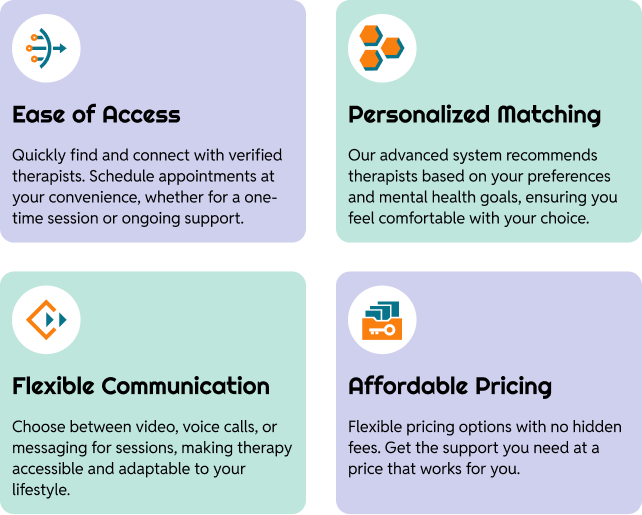 Ease of Access
Quickly find and connect with verified
therapists. Schedule appointments at
your convenience, whether for a one-
time session or ongoing support.
Personalized Matching
Our advanced system recommends
therapists based on your preferences
and mental health goals, ensuring you
feel comfortable with your choice.
Flexible Communication
Choose between video, voice calls, or
messaging for sessions, making therapy
accessible and adaptable to your
lifestyle.
Affordable Pricing
Flexible pricing options with no hidden
fees. Get the support you need at a
price that works for you.